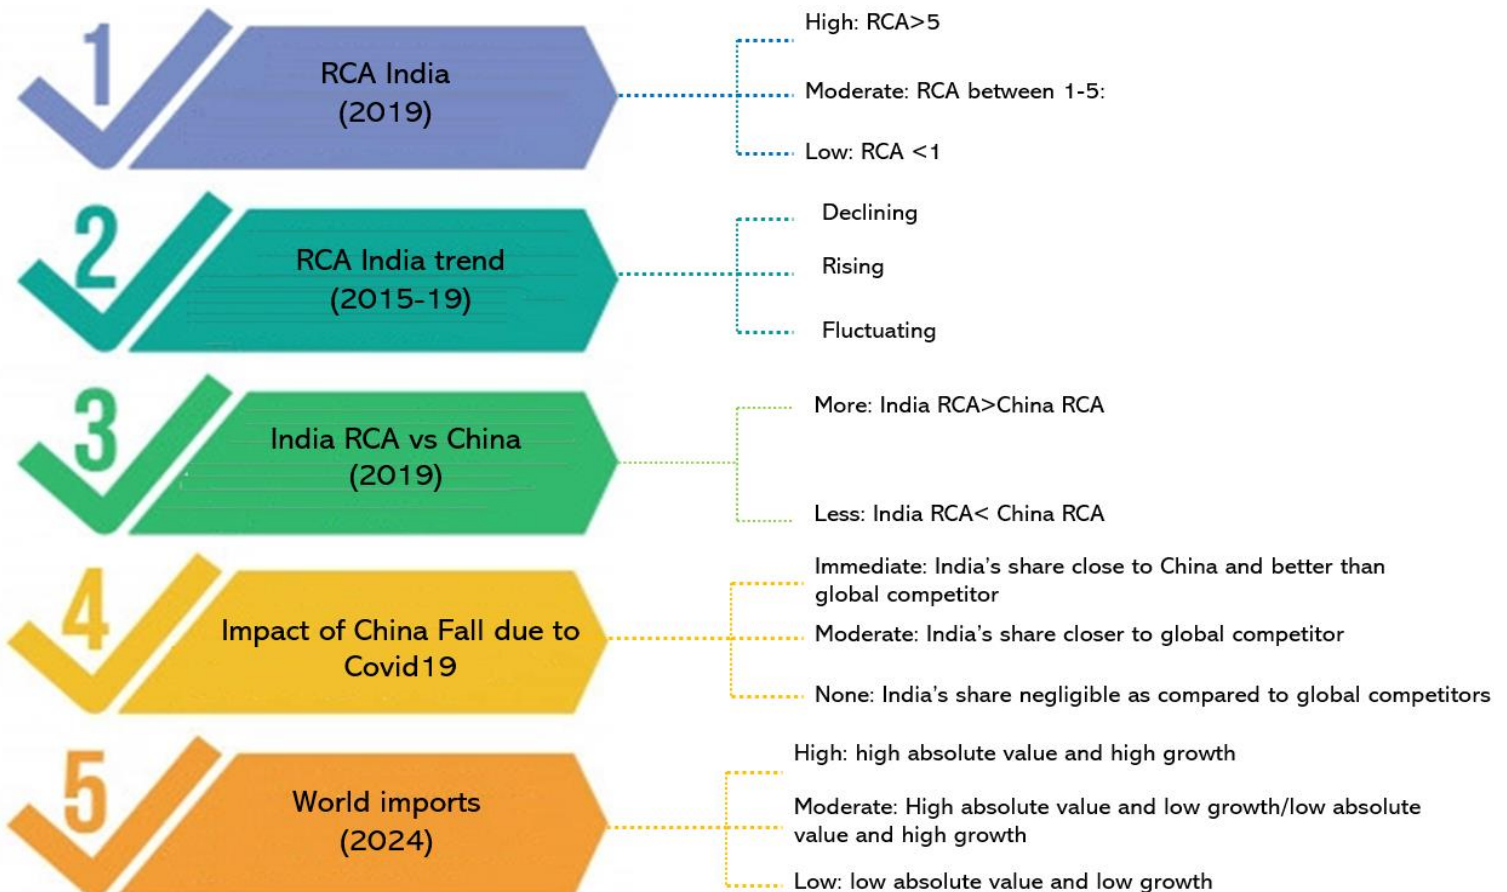 1
RCA India
(2019)
High: RCA>5
Moderate: RCA between 1-5:
Low: RCA <1
2
RCA India trend
(2015-19)
Declining
Rising
Fluctuating
3
India RCA vs China
(2019)
More: India RCA>China RCA
Less: India RCA< China RCA
4
Impact of China Fall due to
Covid19
Immediate: India's share close to China and better than
global competitor
Moderate: India's share closer to global competitor
None: India's share negligible as compared to global competitors
5
World imports
(2024)
High: high absolute value and high growth
Moderate: High absolute value and low growth/low absolute
value and high growth
Low: low absolute value and low growth